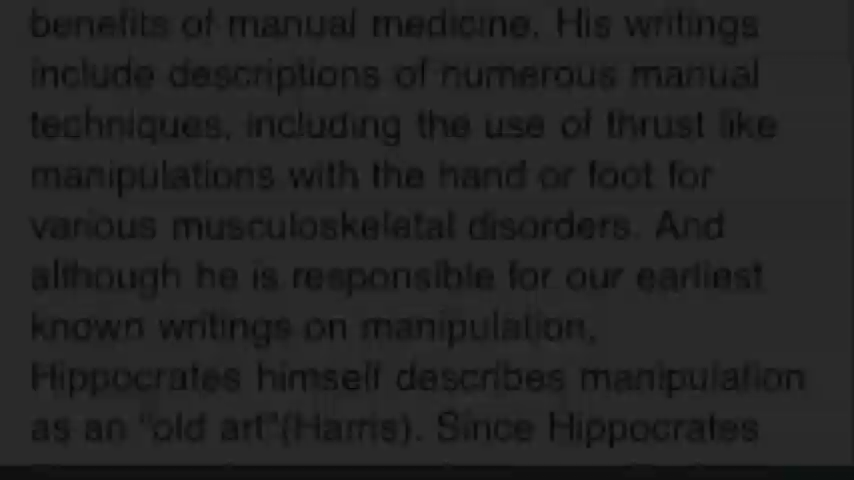 benefits of manual medicine. His writings
include descriptions of numerous manual
techniques, including the use of thrust like
manipulations with the hand or foot for
various musculoskeletal disorders. And
although he is responsible for our earliest
known writings on manipulation,
Hippocrates himself describes manipulation
as an "old art"(Harris). Since Hippocrates